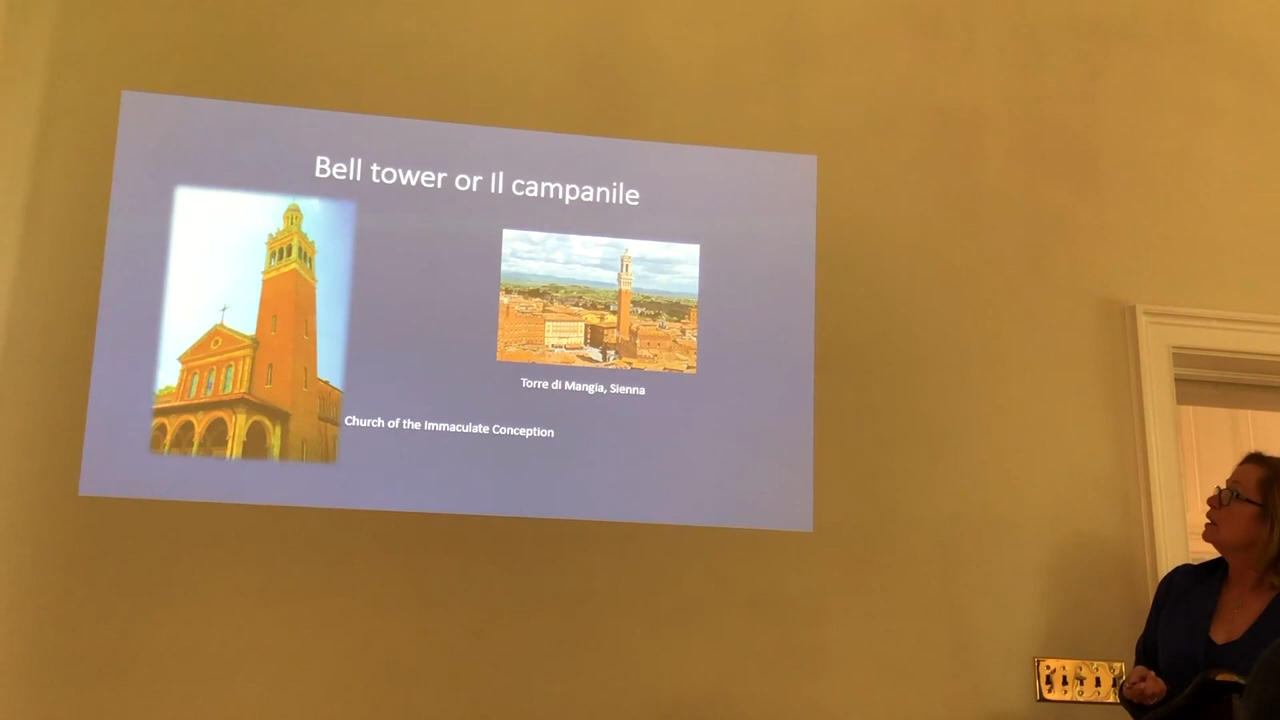 Bell tower or Il campanile
Torre di Mangia, Sienna
Church of the Immaculate Conception